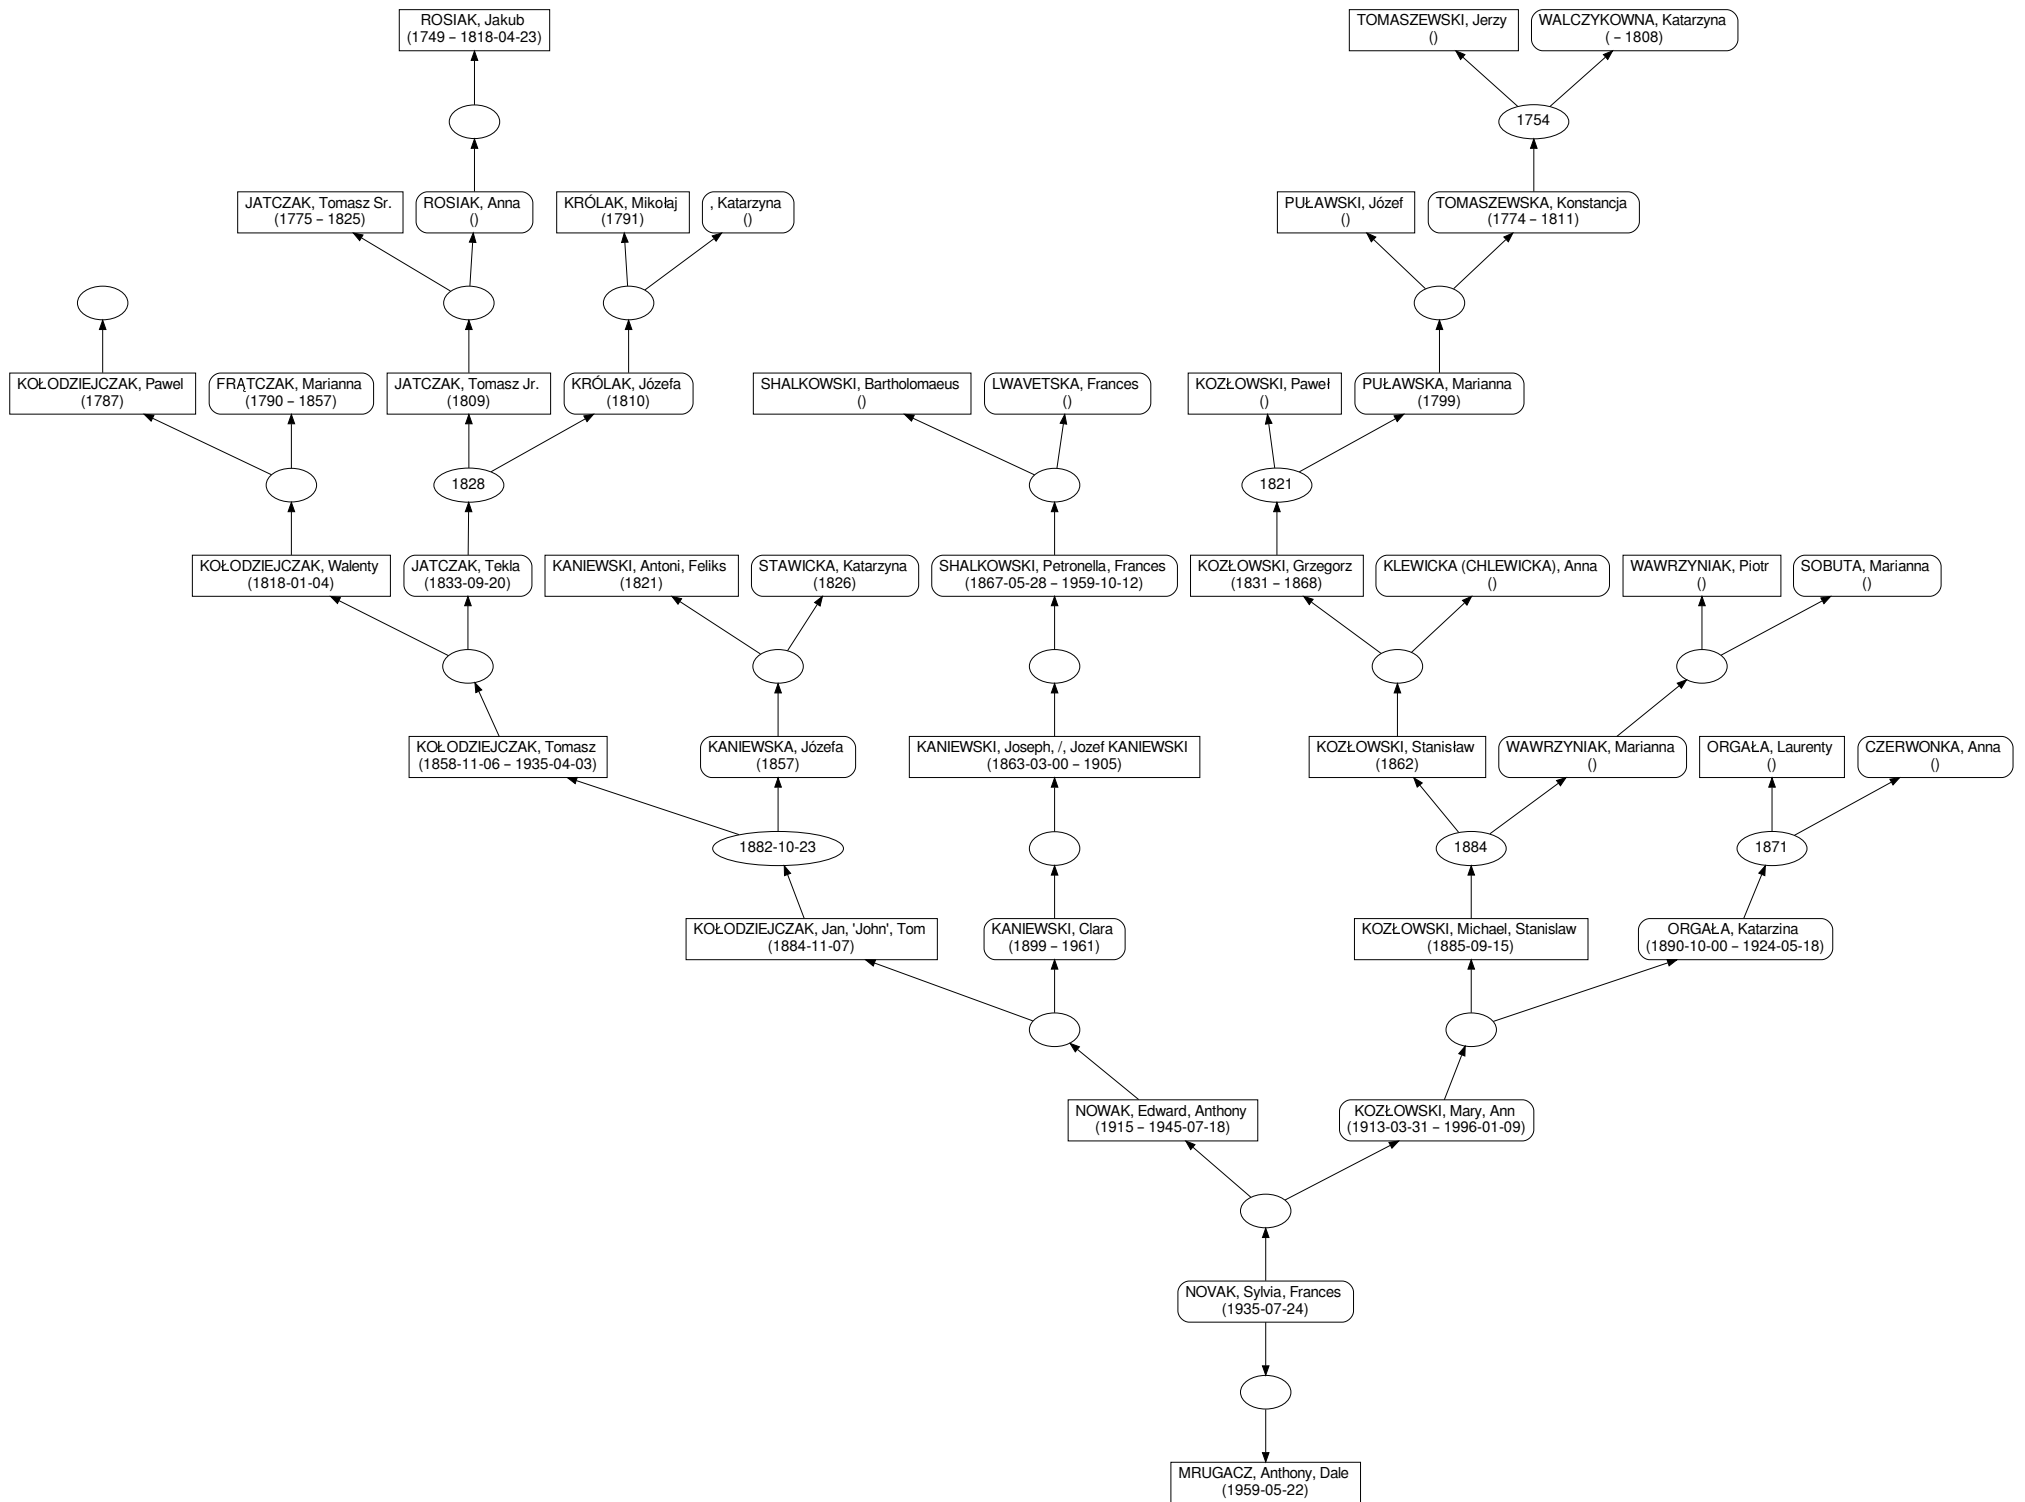 ROSIAK, Jakub
(1749 – 1818-04-23)
TOMASZEWSKI, Jerzy
()
WALCZYKOWNA, Katarzyna
( – 1808)
1754
JATCZAK, Tomasz Sr.
(1775 – 1825)
ROSIAK, Anna
()
KRÓLAK, Mikołaj
(1791)
, Katarzyna
()
PUŁAWSKI, Józef
()
TOMASZEWSKA, Konstancja
(1774 – 1811)
KOŁODZIEJCZAK, Pawel
(1787)
FRĄTCZAK, Marianna
(1790 – 1857)
JATCZAK, Tomasz Jr.
(1809)
KRÓLAK, Józefa
(1810)
SHALKOWSKI, Bartholomaeus
()
LWAVETSKA, Frances
()
KOZŁOWSKI, Paweł
()
PUŁAWSKA, Marianna
(1799)
1828
1821
KOŁODZIEJCZAK, Walenty
(1818-01-04)
JATCZAK, Tekla
(1833-09-20)
KANIEWSKI, Antoni, Feliks
(1821)
STAWICKA, Katarzyna
(1826)
SHALKOWSKI, Petronella, Frances
(1867-05-28 – 1959-10-12)
KOZŁOWSKI, Grzegorz
(1831 – 1868)
KLEWICKA (CHLEWICKA), Anna
()
WAWRZYNIAK, Piotr
()
SOBUTA, Marianna
()
KOŁODZIEJCZAK, Tomasz
(1858-11-06 – 1935-04-03)
KANIEWSKA, Józefa
(1857)
KANIEWSKI, Joseph, /, Jozef KANIEWSKI
(1863-03-00 – 1905)
KOZŁOWSKI, Stanisław
(1862)
WAWRZYNIAK, Marianna
()
ORGAŁA, Laurenty
()
CZERWONKA, Anna
()
1882-10-23
1884
1871
KOŁODZIEJCZAK, Jan, 'John', Tom
(1884-11-07)
KANIEWSKI, Clara
(1899 – 1961)
KOZŁOWSKI, Michael, Stanislaw
(1885-09-15)
ORGAŁA, Katarzina
(1890-10-00 – 1924-05-18)
NOWAK, Edward, Anthony
(1915 – 1945-07-18)
KOZŁOWSKI, Mary, Ann
(1913-03-31 – 1996-01-09)
NOVAK, Sylvia, Frances
(1935-07-24)
MRUGACZ, Anthony, Dale
(1959-05-22)